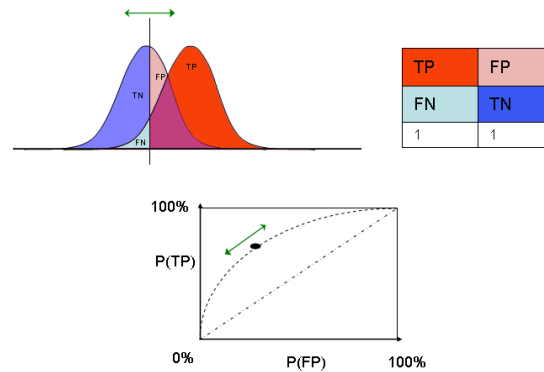 TN
FP
TP
FN
TP FP
FN TN
1 1
100%
P(TP)
0%
P(FP)
100%